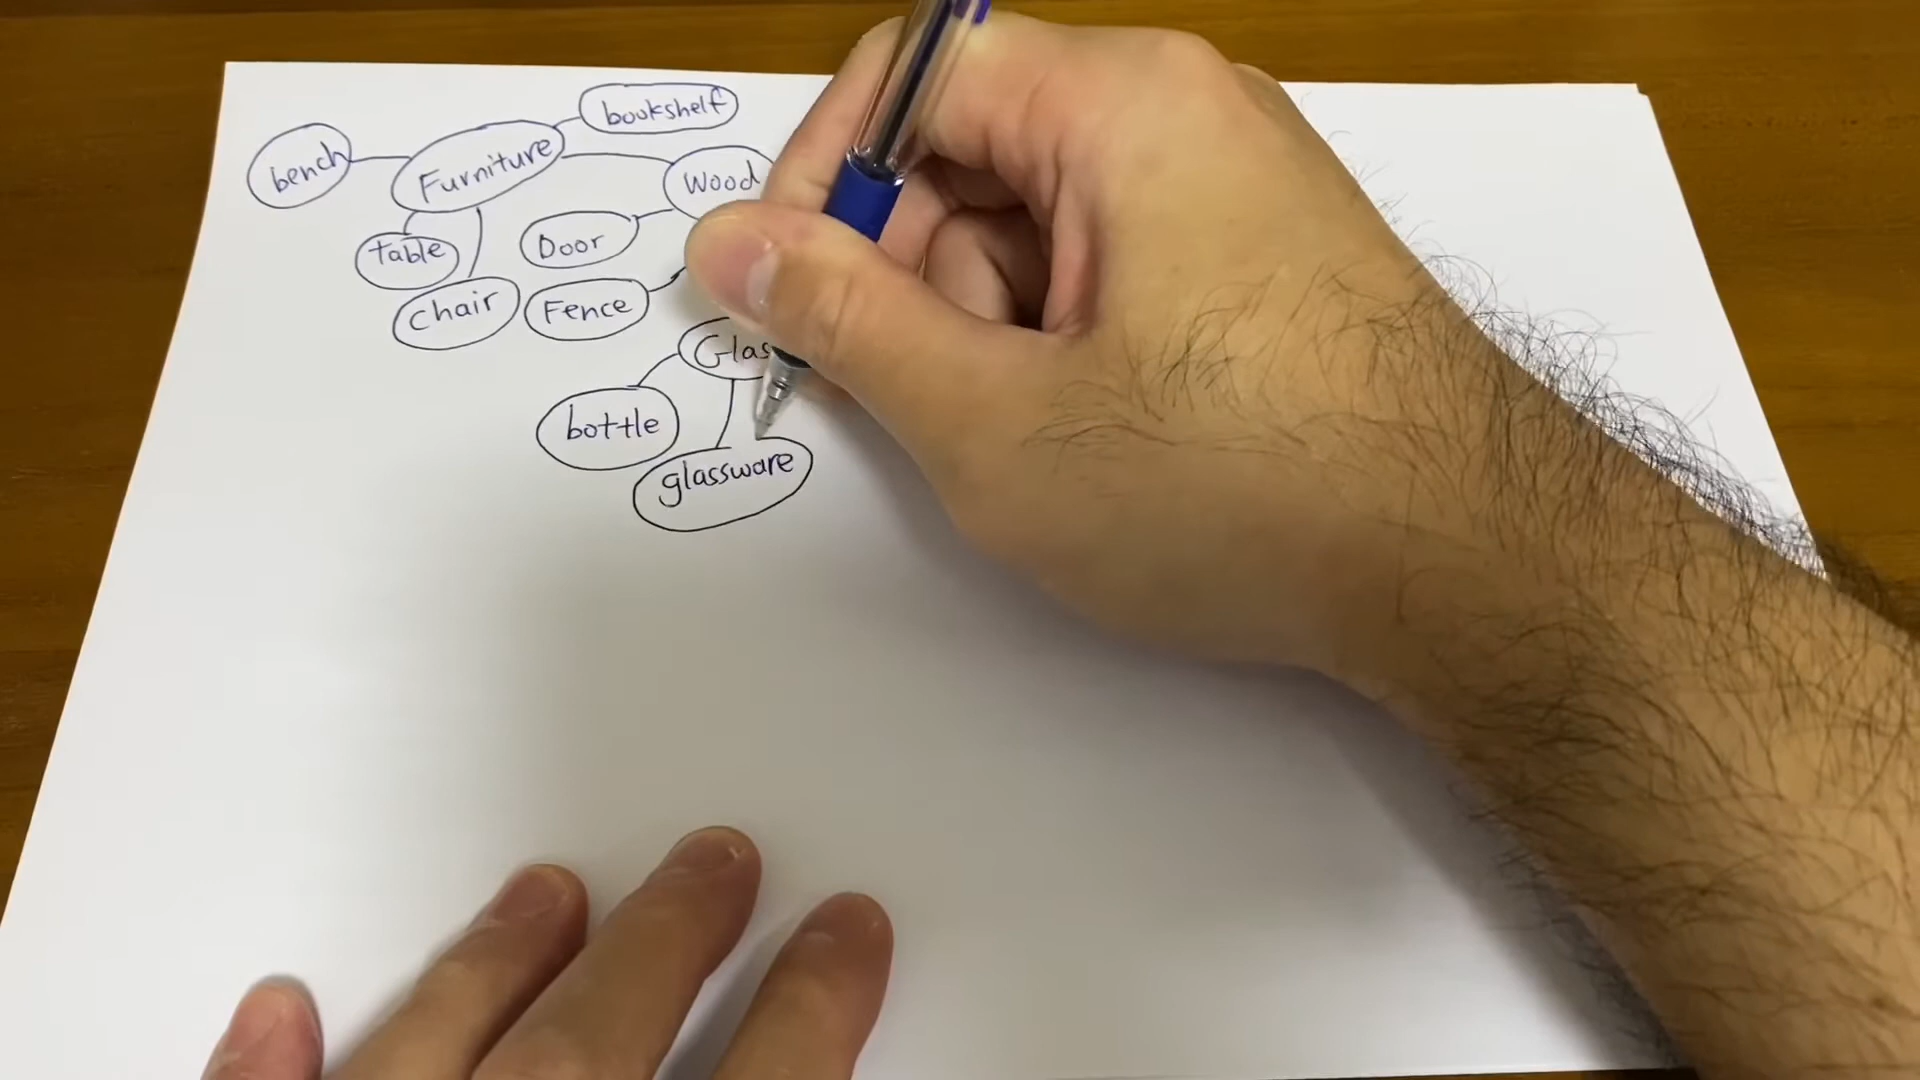 bookshelf
bench
Furniture
Wood
table
Door
chair
Fence
bottle
glassware